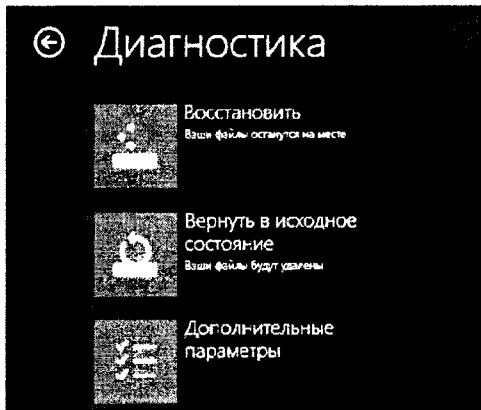 Диагностика
Восстановить
Ваши файлы останутся на месте
Вернуть в исходное
состояние
Ваши файлы будут удалены
Дополнительные
параметры